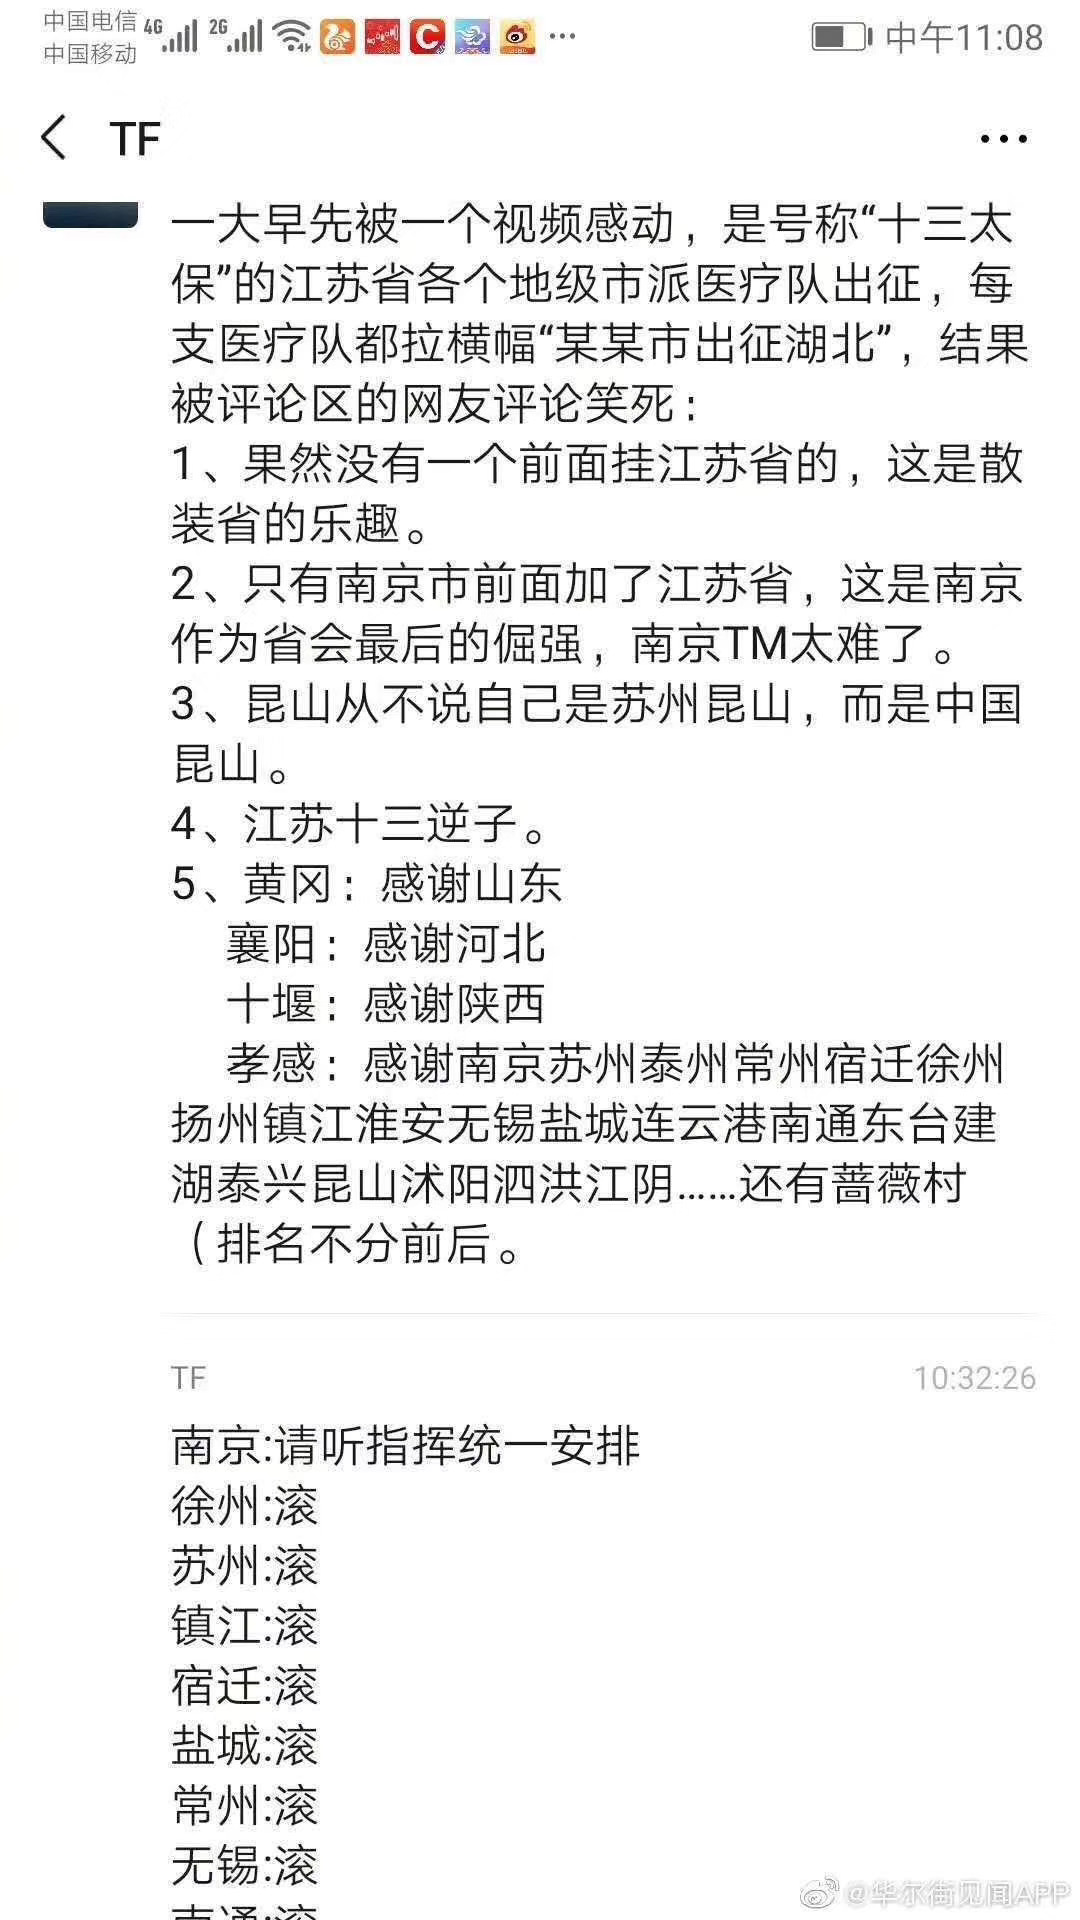 中国电信 4G 2G 中午11:08
中国移动
TF
一大早先被一个视频感动，是号称“十三太
保”的江苏省各个地级市派医疗队出征，每
支医疗队都拉横幅“某某市出征湖北”，结果
被评论区的网友评论笑死：
1、果然没有一个前面挂江苏省的，这是散
装省的乐趣。
2、只有南京市前面加了江苏省，这是南京
作为省会最后的倔强，南京TM太难了。
3、昆山从不说自己是苏州昆山，而是中国
昆山。
4、江苏十三逆子。
5、黄冈：感谢山东
襄阳：感谢河北
十堰：感谢陕西
孝感：感谢南京苏州泰州常州宿迁徐州
扬州镇江淮安无锡盐城连云港南通东台建
湖泰兴昆山沭阳泗洪江阴……还有蔷薇村
（排名不分前后。
TF 10:32:26
南京:请听指挥统一安排
徐州:滚
苏州:滚
镇江:滚
宿迁:滚
盐城:滚
常州:滚
无锡:滚
南通:滚
@华尔街见闻APP